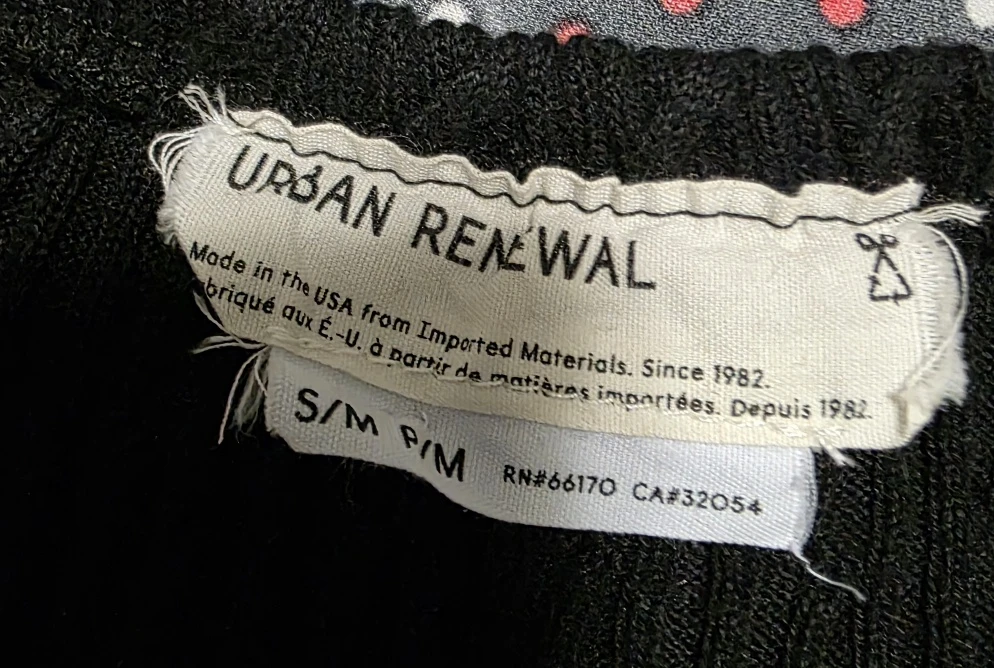 URBAN RENEWAL
Made in the USA from Imported Materials. Since 1982.
briqué aux É.-U. à partir de matières importées. Depuis 1982.
S/M P/M RN#66170 CA#32054